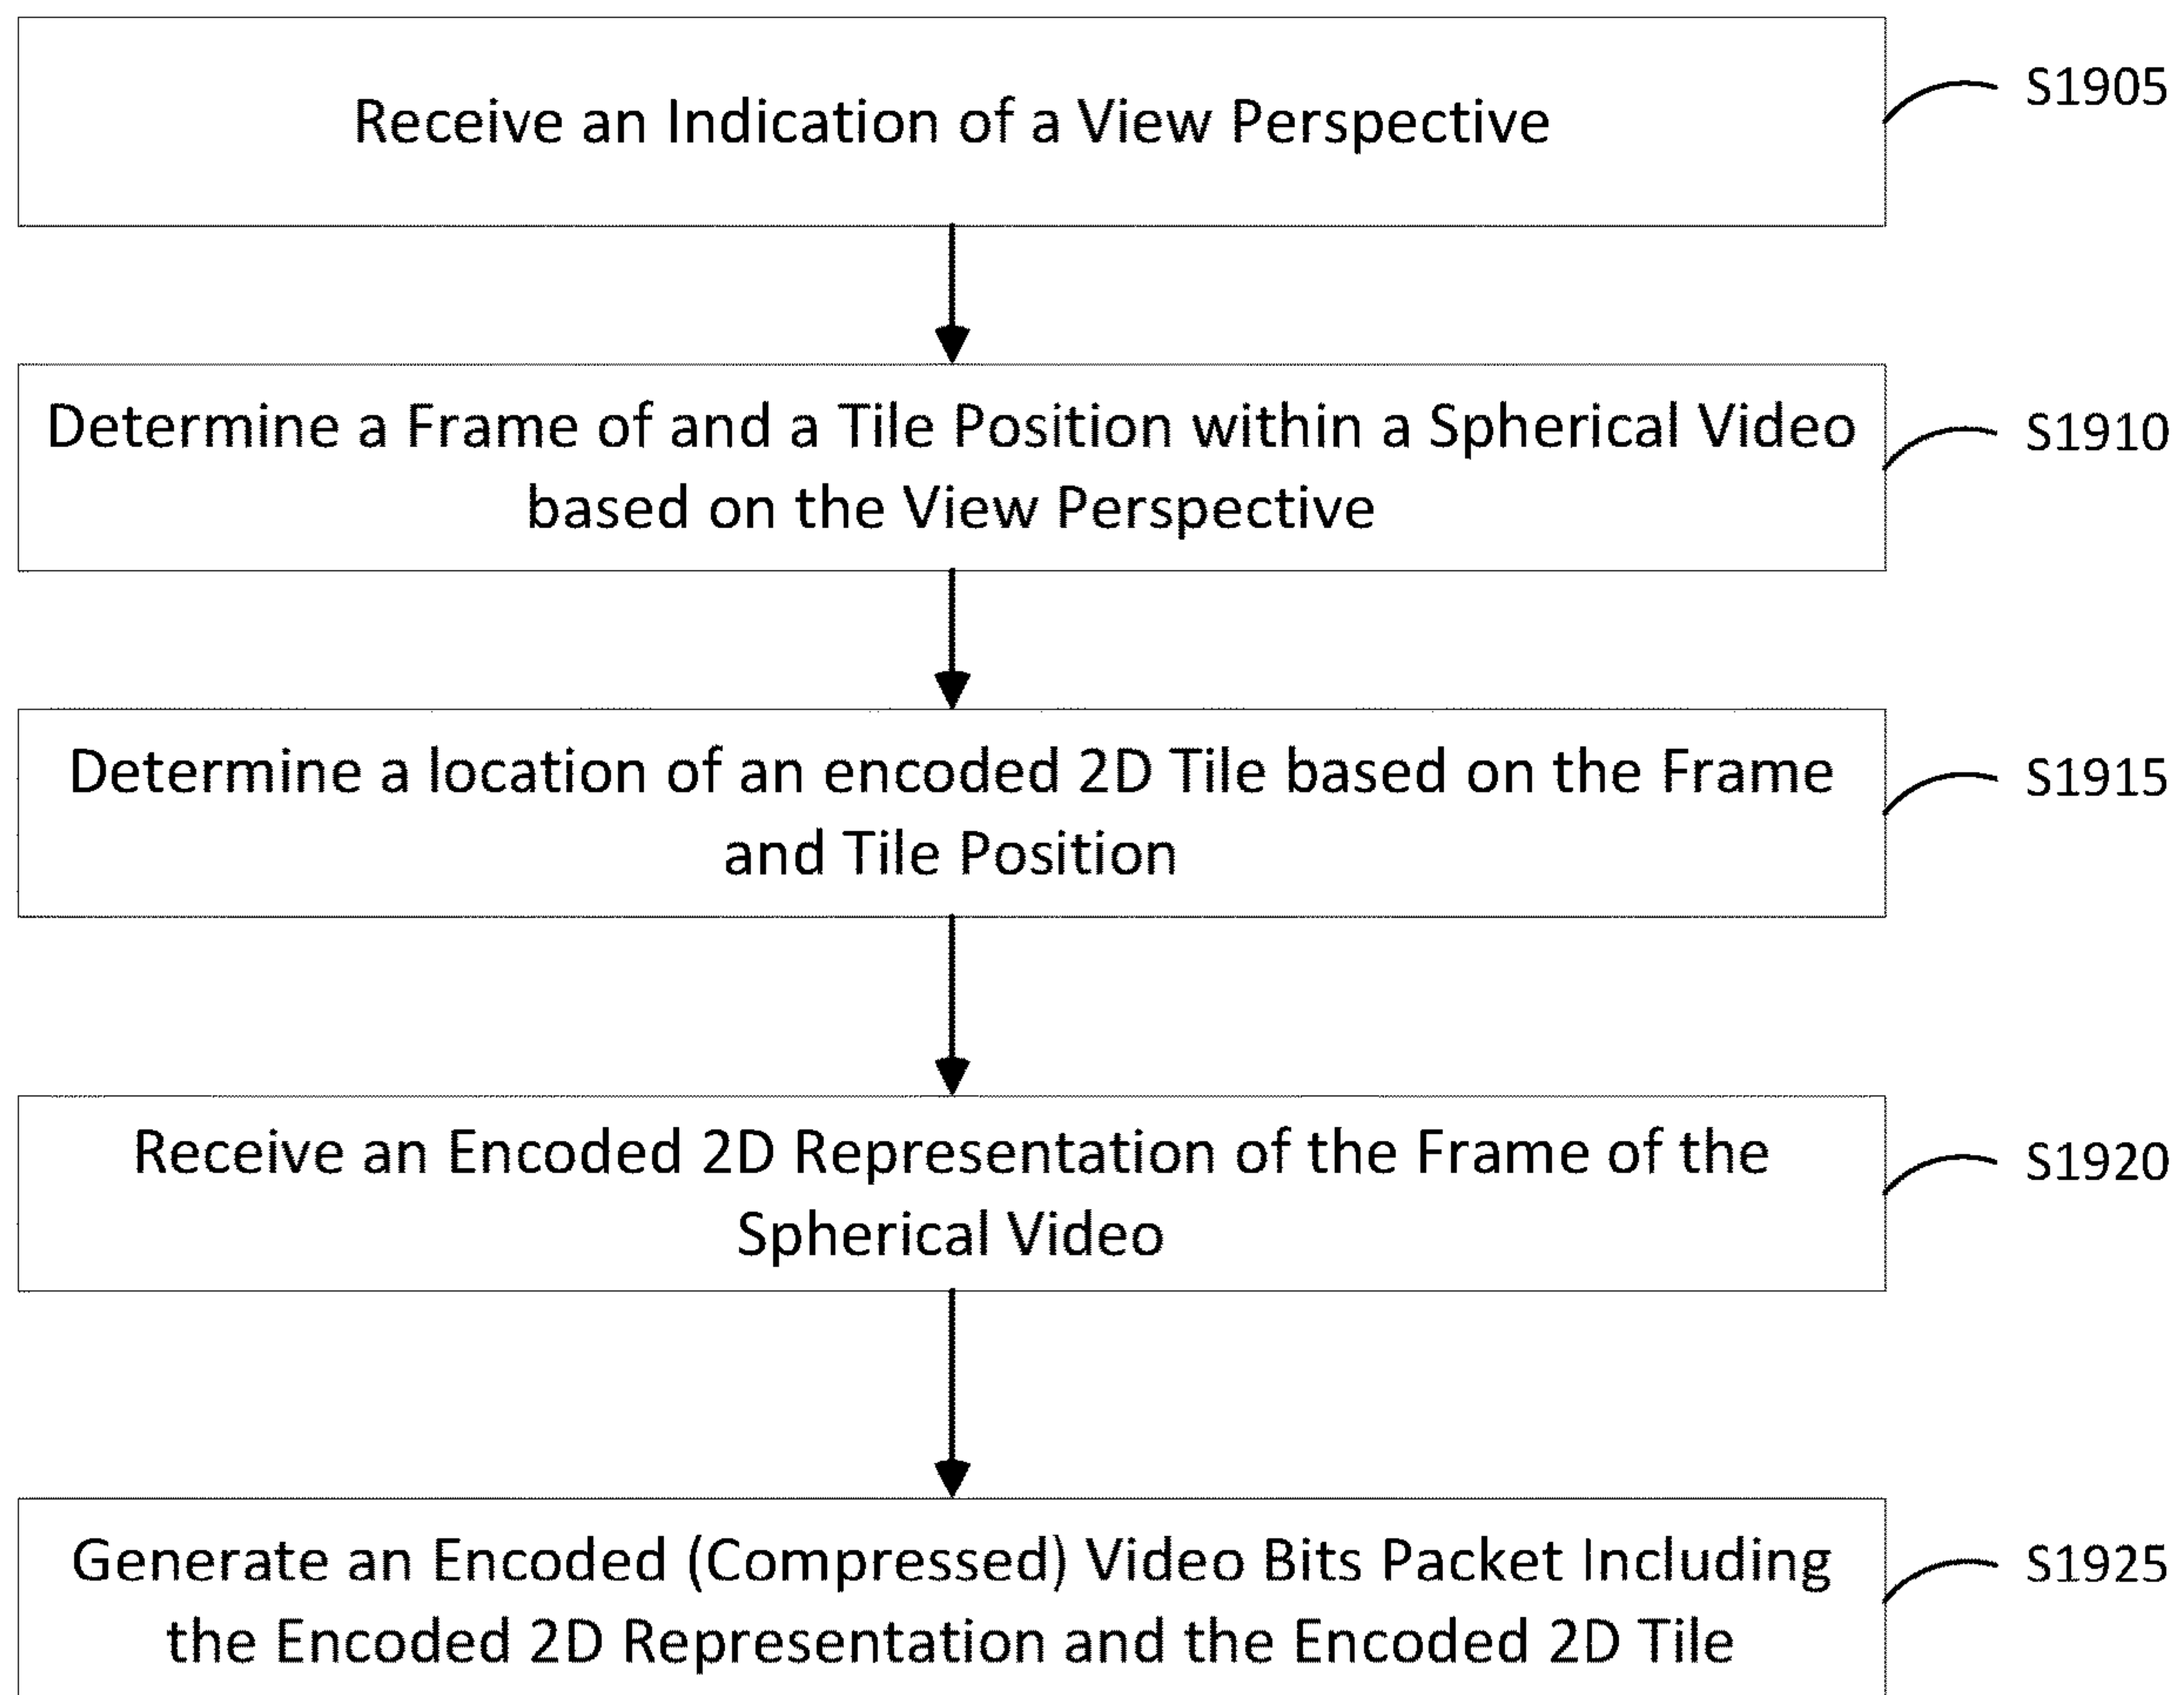 Receive an Indication of a View Perspective
S1905
Determine a Frame of and a Tile Position within a Spherical Video
based on the View Perspective
S1910
Determine a location of an encoded 2D Tile based on the Frame
and Tile Position
S1915
Receive an Encoded 2D Representation of the Frame of the
Spherical Video
S1920
Generate an Encoded (Compressed) Video Bits Packet Including
the Encoded 2D Representation and the Encoded 2D Tile
S1925